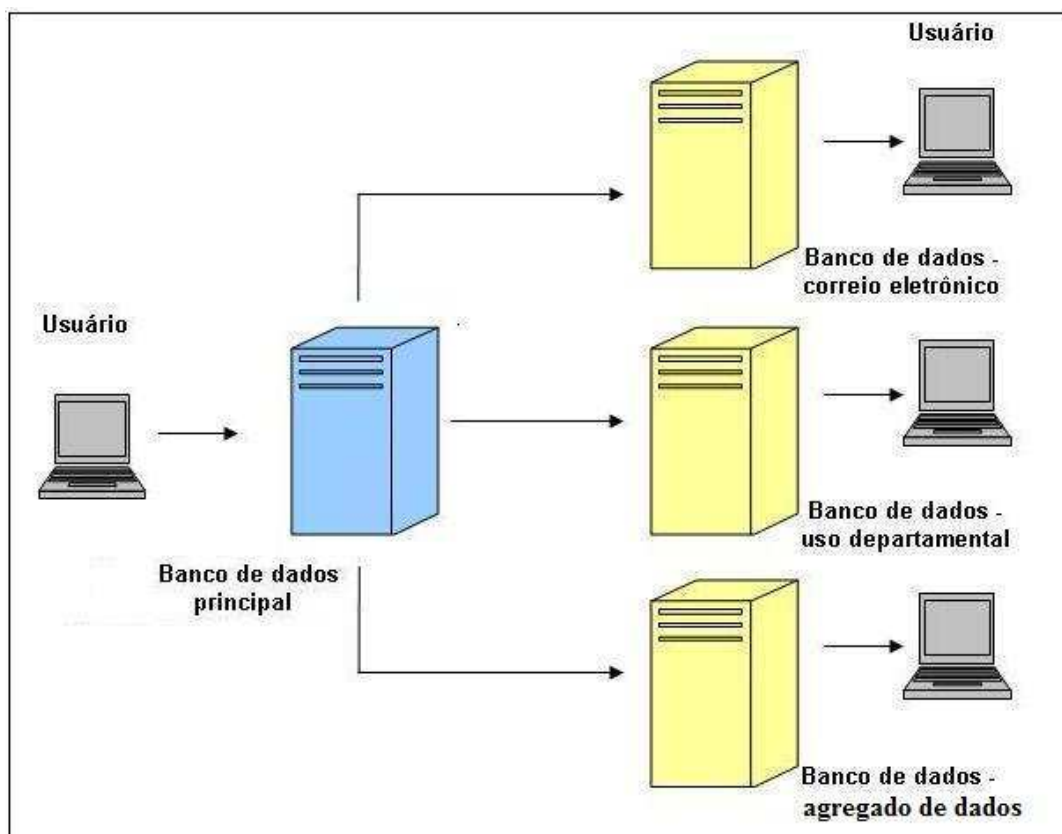 Usuário
Banco de dados -
correio eletrônico
Usuário
Banco de dados
principal
Banco de dados -
uso departamental
Banco de dados -
agregado de dados